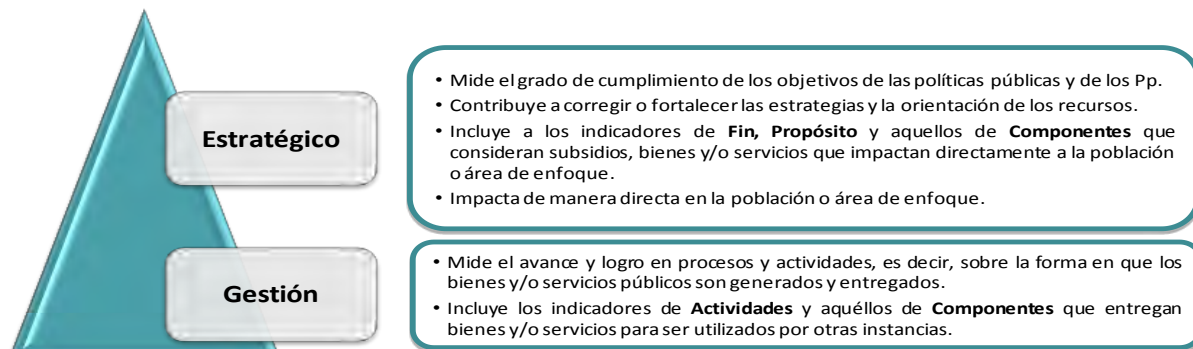 Estratégico
• Mide el grado de cumplimiento de los objetivos de las políticas públicas y de los Pp.
• Contribuye a corregir o fortalecer las estrategias y la orientación de los recursos.
• Incluye a los indicadores de Fin, Propósito y aquellos de Componentes que
consideran subsidios, bienes y/o servicios que impactan directamente a la población
o área de enfoque.
• Impacta de manera directa en la población o área de enfoque.
Gestión
• Mide el avance y logro en procesos y actividades, es decir, sobre la forma en que los
bienes y/o servicios públicos son generados y entregados.
• Incluye los indicadores de Actividades y aquéllos de Componentes que entregan
bienes y/o servicios para ser utilizados por otras instancias.